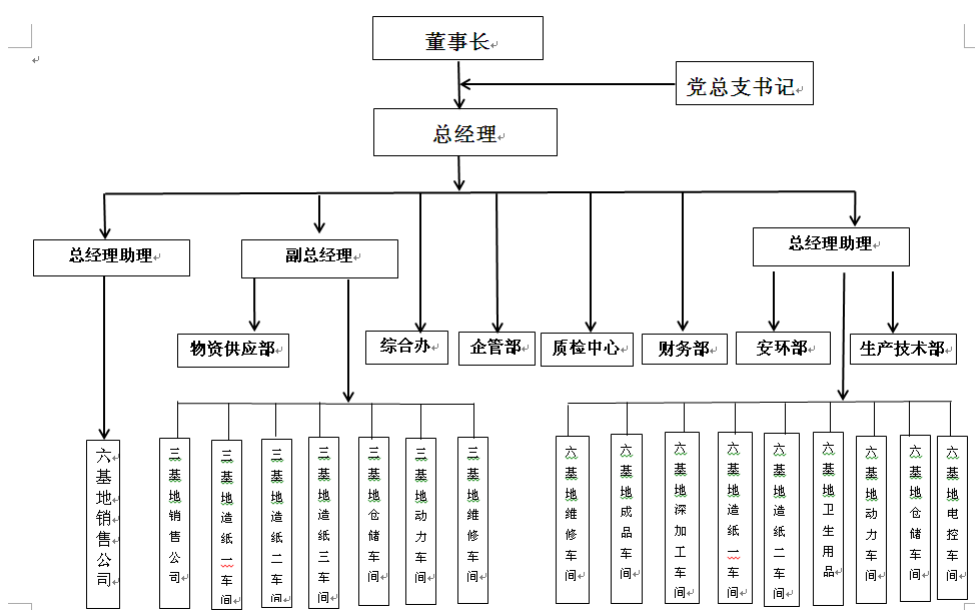 董事长
党总支书记
总经理
总经理助理
副总经理
总经理助理
物资供应部
综合办
企管部
质检中心
财务部
安环部
生产技术部
六基地销售公司
三基地销售公司
三基地造纸一车间
三基地造纸二车间
三基地造纸三车间
三基地仓储车间
三基地动力车间
三基地维修车间
六基地维修车间
六基地成品车间
六基地深加工车间
六基地造纸一车间
六基地造纸二车间
六基地卫生用品
六基地动力车间
六基地仓储车间
六基地电控车间